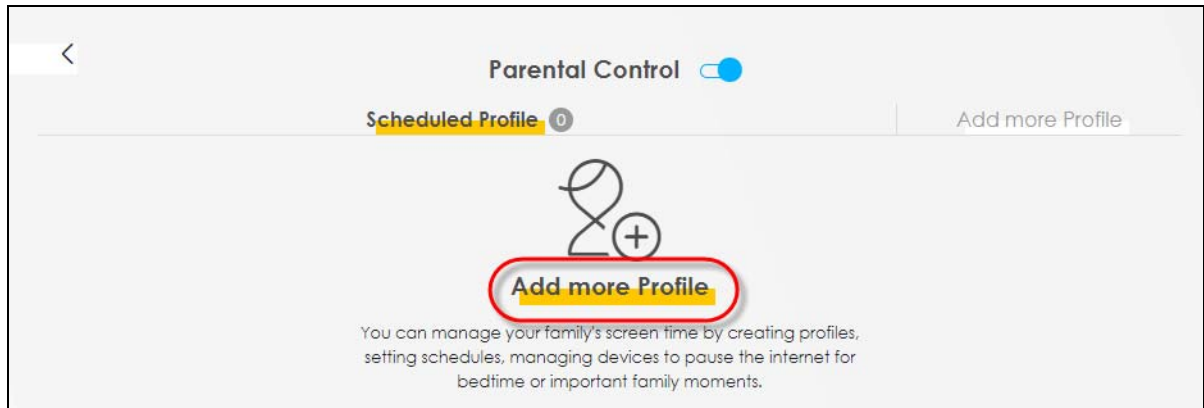 Parental Control
Scheduled Profile 0
Add more Profile
Add more Profile
You can manage your family's screen time by creating profiles,
setting schedules, managing devices to pause the internet for
bedtime or important family moments.